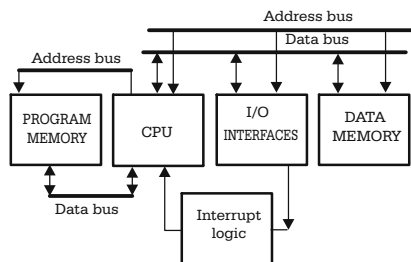 Address bus
Data bus
Address bus
PROGRAM
MEMORY
CPU
I/O
INTERFACES
DATA
MEMORY
Data bus
Interrupt
logic